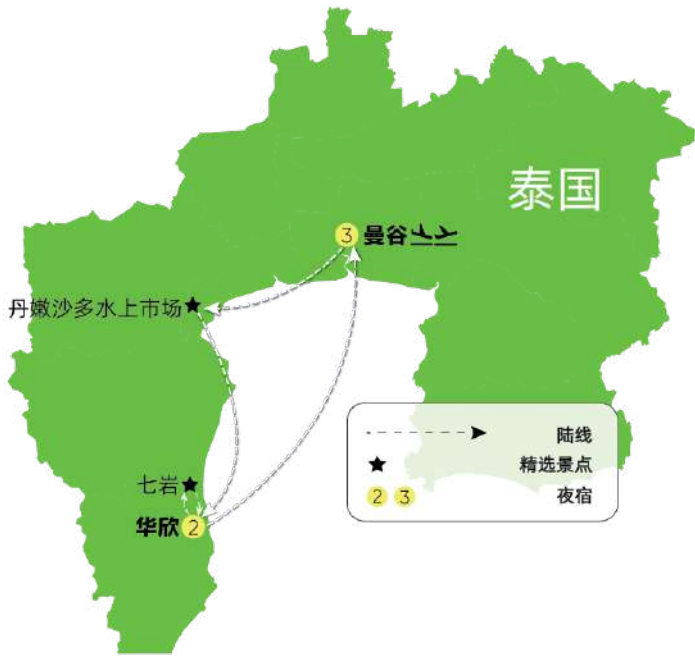 泰国
3 曼谷
丹嫩沙多水上市场
七岩
华欣 2
陆线
精选景点
2 3 夜宿